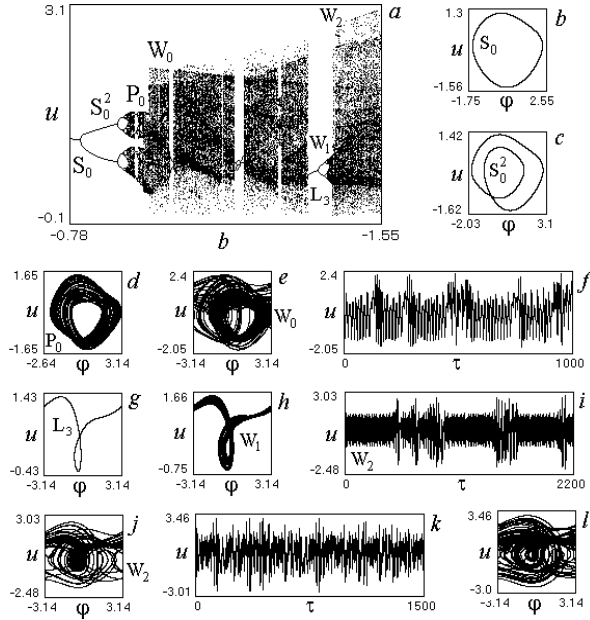 3.1
W₂
a
W₀
u
S₀²
P₀
S₀
W₁
L₃
-0.1
-0.78
b
-1.55
1.3
b
u
S₀
-1.56
-1.75
φ
2.55
1.42
c
u
S₀²
-1.62
-2.03
φ
3.1
1.65
d
u
P₀
-1.65
-2.64
φ
3.14
2.4
e
u
W₀
-2.05
-3.14
φ
3.14
2.4
f
u
-2.05
0
τ
1000
1.43
g
u
L₃
-0.43
-3.14
φ
3.14
1.66
h
u
W₁
-0.75
-3.14
φ
3.14
3.03
i
u
W₂
-2.48
0
τ
2200
3.03
j
u
W₂
-2.48
-3.14
φ
3.14
3.46
k
u
-3.01
0
τ
1500
3.46
l
u
-3.0
-3.14
φ
3.14